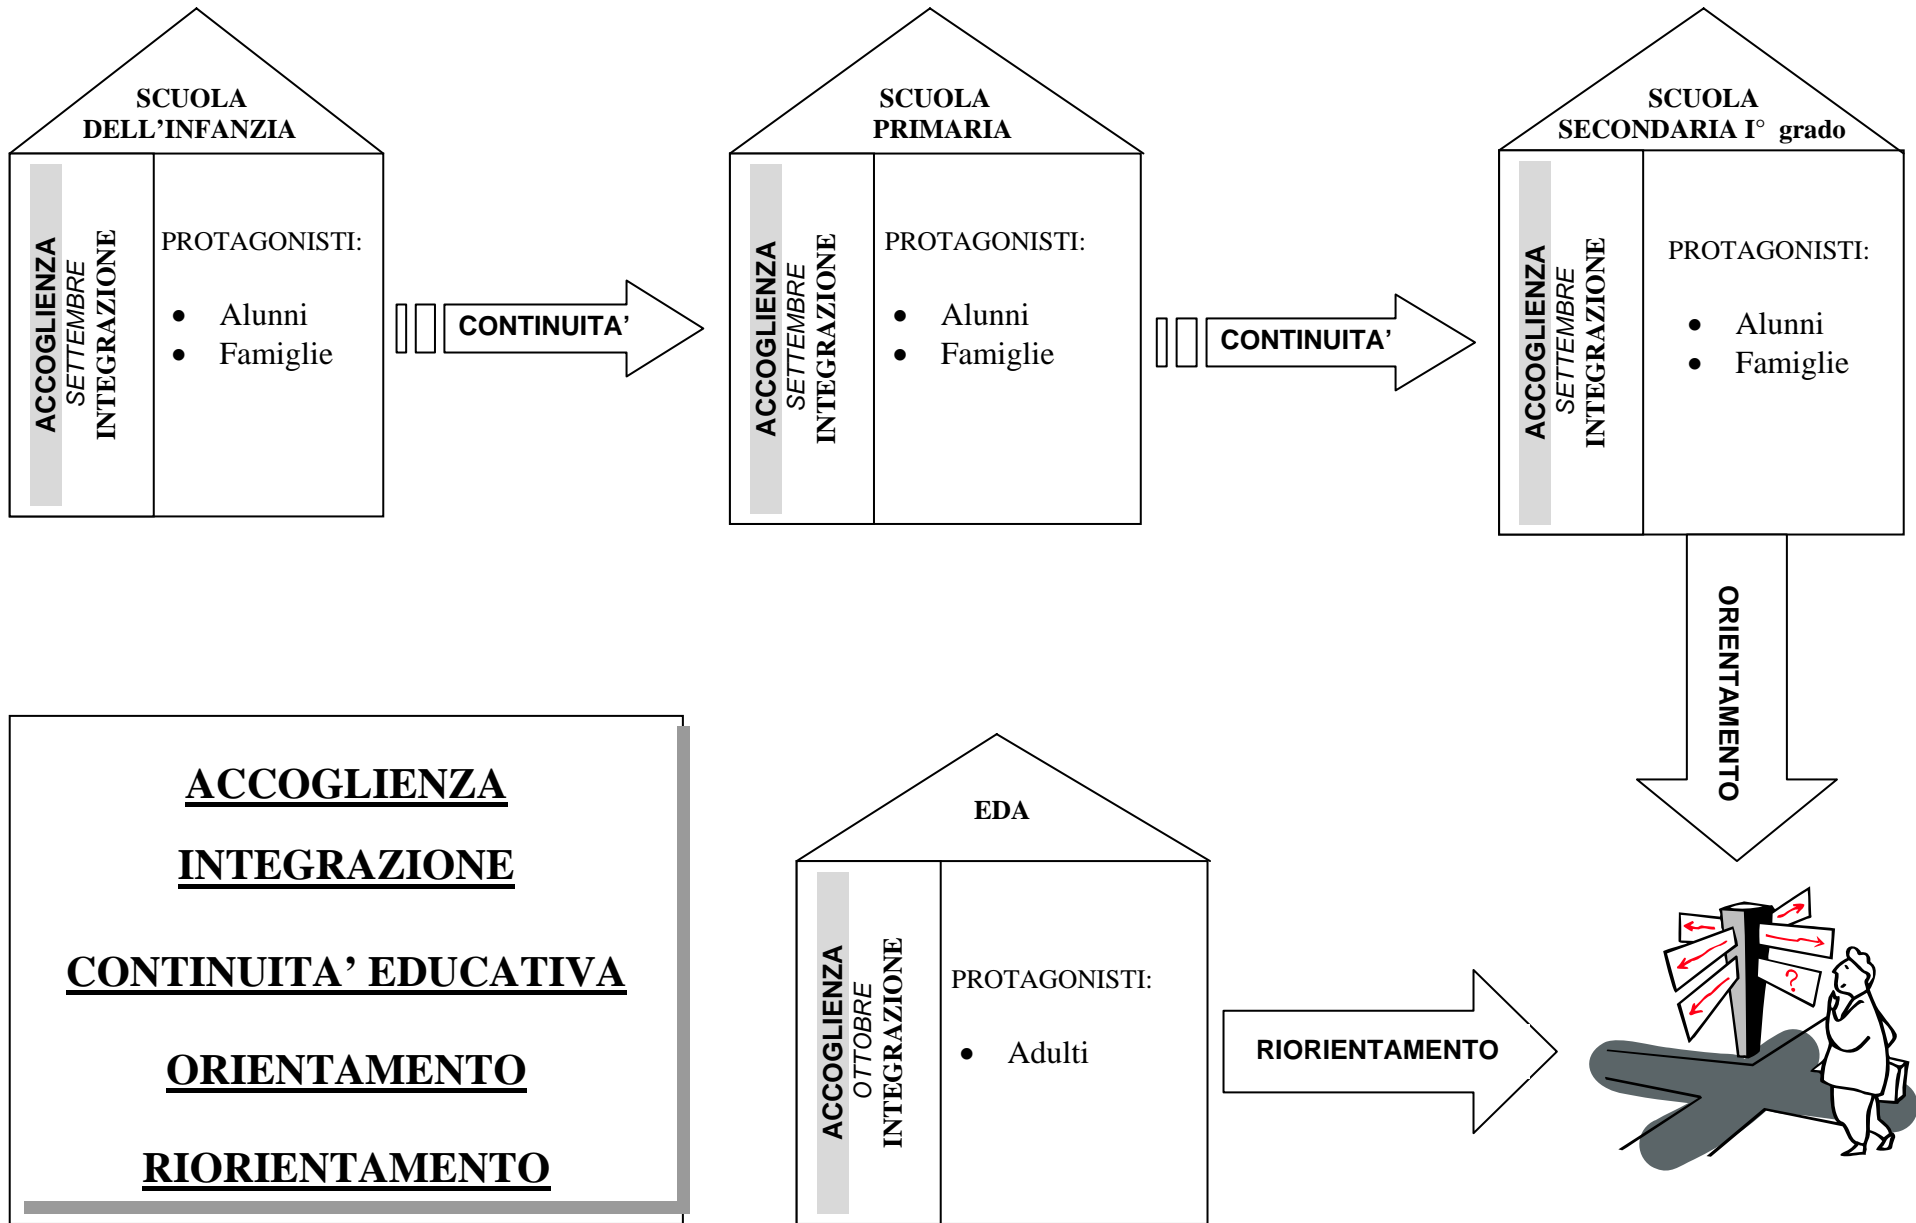 SCUOLA
DELL’INFANZIA
ACCOGLIENZA
SETTEMBRE
INTEGRAZIONE
PROTAGONISTI:
• Alunni
• Famiglie
CONTINUITA’
SCUOLA
PRIMARIA
ACCOGLIENZA
SETTEMBRE
INTEGRAZIONE
PROTAGONISTI:
• Alunni
• Famiglie
CONTINUITA’
SCUOLA
SECONDARIA I° grado
ACCOGLIENZA
SETTEMBRE
INTEGRAZIONE
PROTAGONISTI:
• Alunni
• Famiglie
ORIENTAMENTO
ACCOGLIENZA
INTEGRAZIONE
CONTINUITA’ EDUCATIVA
ORIENTAMENTO
RIORIENTAMENTO
EDA
ACCOGLIENZA
OTTOBRE
INTEGRAZIONE
PROTAGONISTI:
• Adulti
RIORIENTAMENTO
?